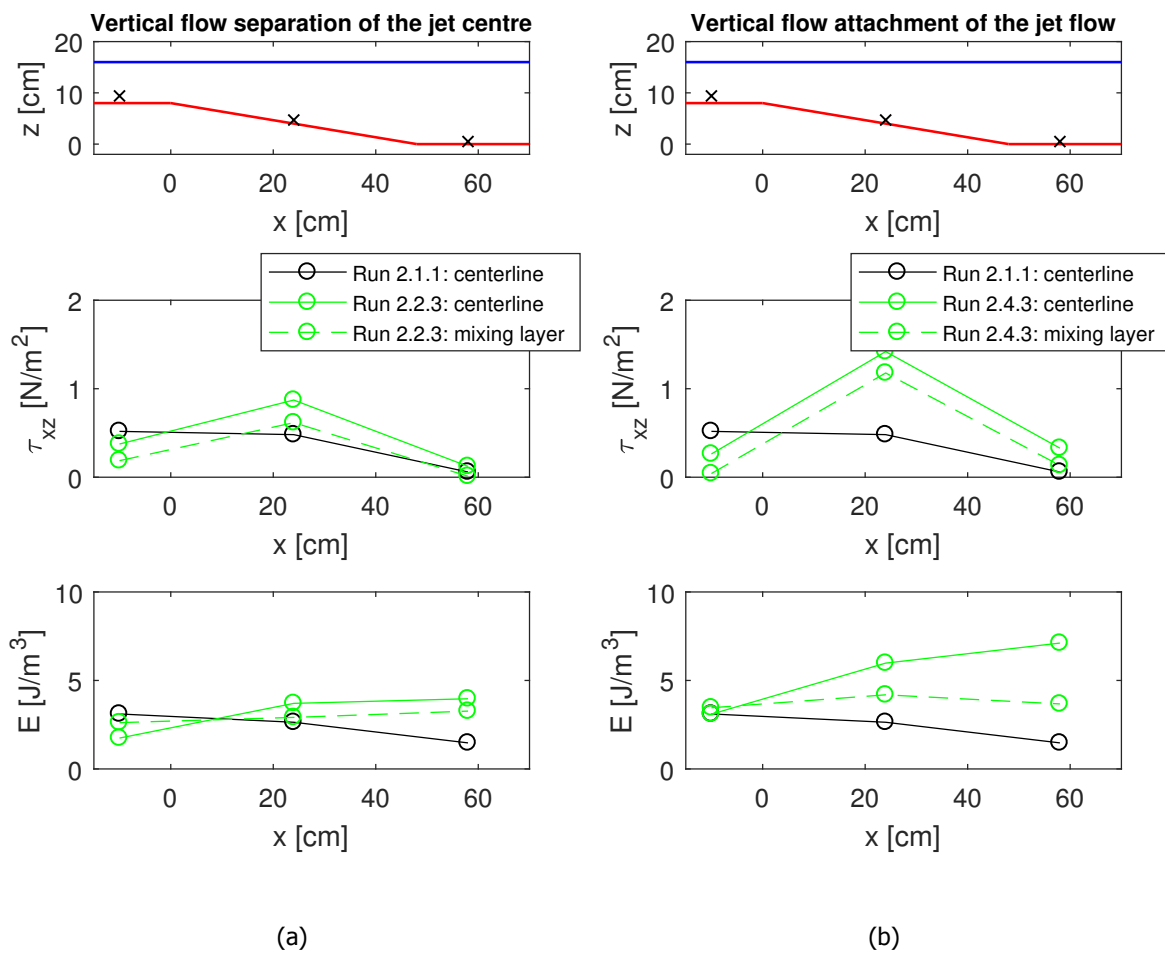 Vertical flow separation of the jet centre
20
10
0
z [cm]
0 20 40 60
x [cm]
Run 2.1.1: centerline
Run 2.2.3: centerline
Run 2.2.3: mixing layer
2
1
0
τxz [N/m²]
0 20 40 60
x [cm]
10
5
0
E [J/m³]
0 20 40 60
x [cm]
(a)
Vertical flow attachment of the jet flow
20
10
0
z [cm]
0 20 40 60
x [cm]
Run 2.1.1: centerline
Run 2.4.3: centerline
Run 2.4.3: mixing layer
2
1
0
τxz [N/m²]
0 20 40 60
x [cm]
10
5
0
E [J/m³]
0 20 40 60
x [cm]
(b)